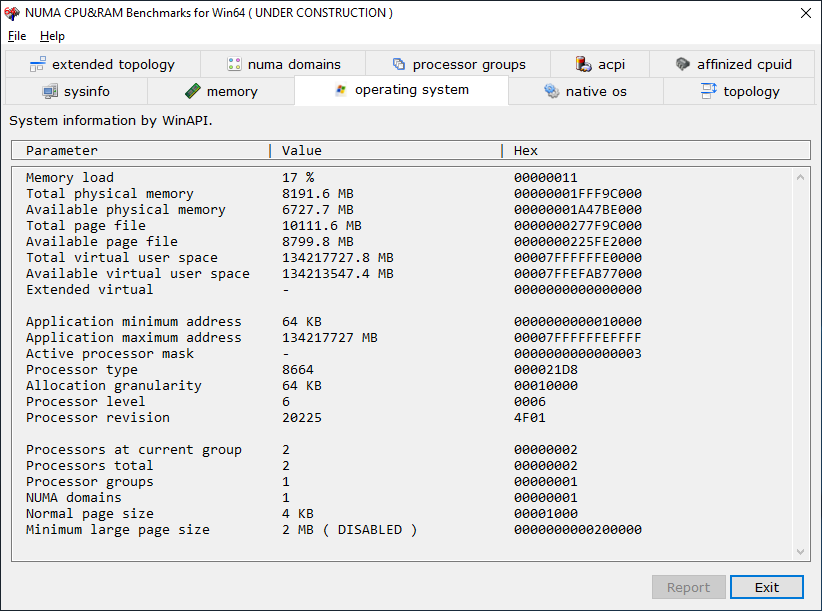 NUMA CPU&RAM Benchmarks for Win64 ( UNDER CONSTRUCTION )
File Help
extended topology numa domains processor groups acpi affinized cpuid
sysinfo memory operating system native os topology
System information by WinAPI.
Parameter Value Hex
Memory load 17 % 00000011
Total physical memory 8191.6 MB 00000001FFF9C000
Available physical memory 6727.7 MB 00000001A47BE000
Total page file 10111.6 MB 0000000277F9C000
Available page file 8799.8 MB 0000000225FE2000
Total virtual user space 134217727.8 MB 00007FFFFFFE0000
Available virtual user space 134213547.4 MB 00007FFEFAB77000
Extended virtual - 0000000000000000
Application minimum address 64 KB 0000000000010000
Application maximum address 134217727 MB 00007FFFFFFEFFFF
Active processor mask - 0000000000000003
Processor type 8664 000021D8
Allocation granularity 64 KB 00010000
Processor level 6 0006
Processor revision 20225 4F01
Processors at current group 2 00000002
Processors total 2 00000002
Processor groups 1 00000001
NUMA domains 1 00000001
Normal page size 4 KB 00001000
Minimum large page size 2 MB ( DISABLED ) 0000000000200000
Report Exit